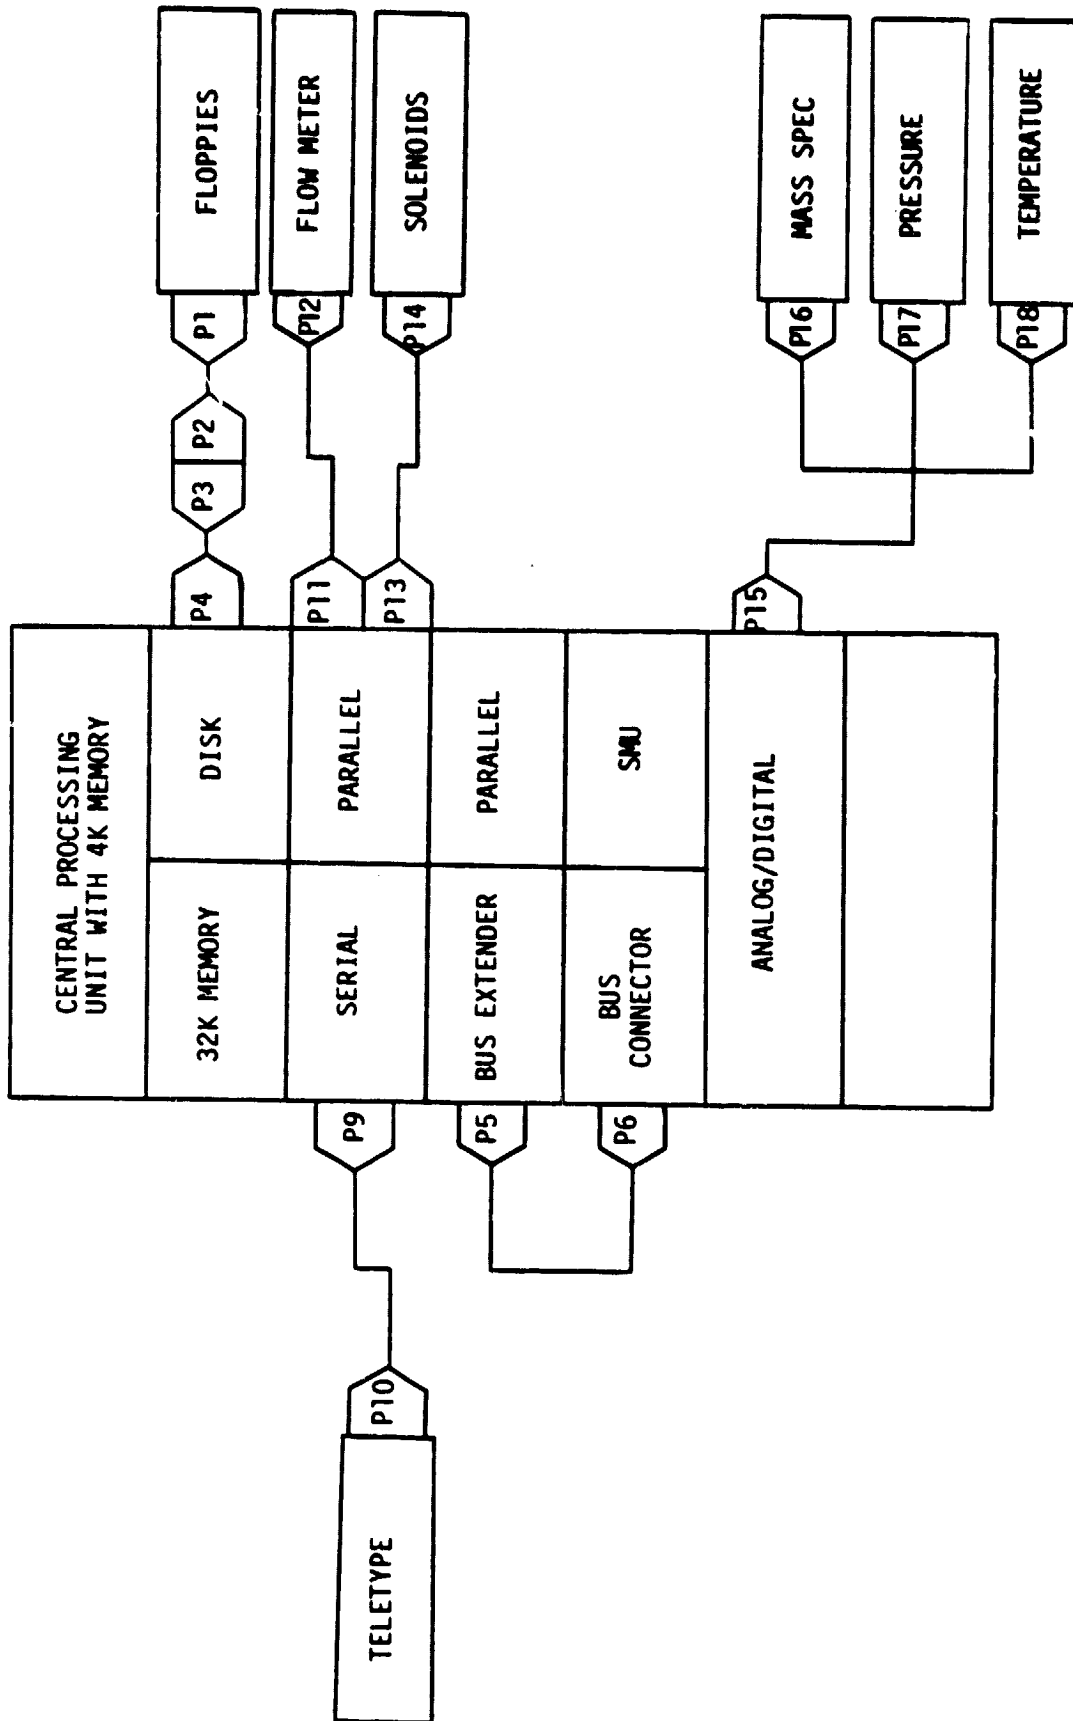 CENTRAL PROCESSING
UNIT WITH 4K MEMORY
32K MEMORY
DISK
P4
P3
P2
P1
FLOPPIES
TELETYPE
P10
P9
SERIAL
PARALLEL
P11
P12
FLOW METER
P13
P14
SOLENOIDS
P5
BUS EXTENDER
PARALLEL
P6
BUS
CONNECTOR
SMU
ANALOG/DIGITAL
P15
P16
MASS SPEC
P17
PRESSURE
P18
TEMPERATURE